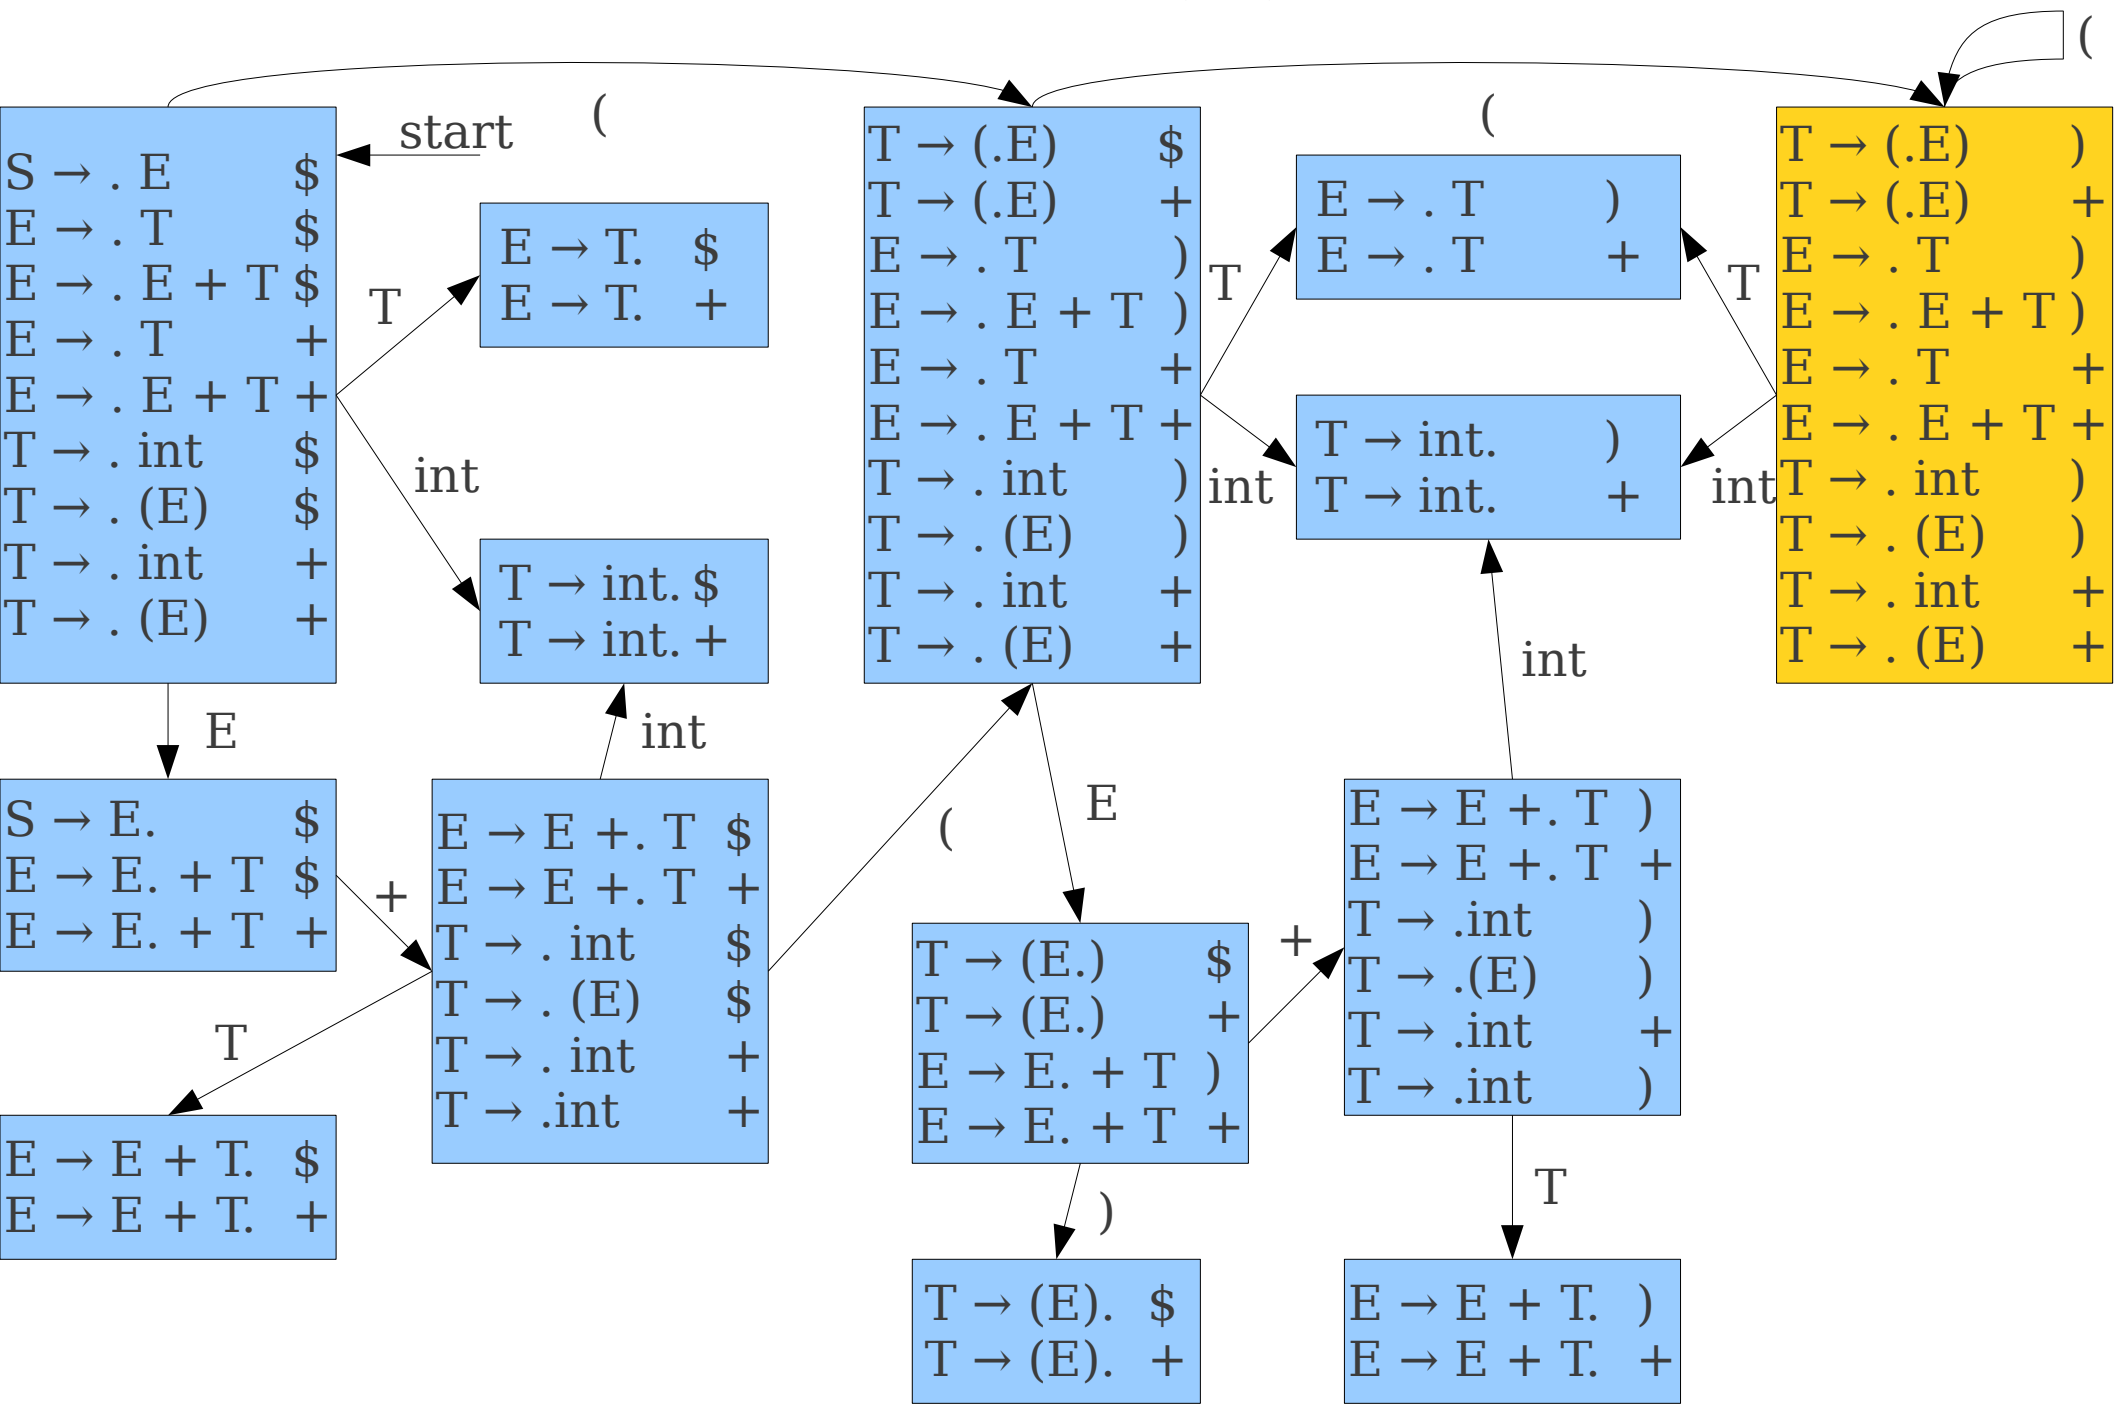 (
start
(
(
S → . E $
E → . T $
E → . E + T $
E → . T +
E → . E + T +
T → . int $
T → . (E) $
T → . int +
T → . (E) +
T
E → T. $
E → T. +
int
T → int. $
T → int. +
T → (.E) $
T → (.E) +
E → . T )
E → . E + T )
E → . T +
E → . E + T +
T → . int )
T → . (E) )
T → . int +
T → . (E) +
T
E → . T )
E → . T +
T
int
T → int. )
T → int. +
int
T → (.E) )
T → (.E) +
E → . T )
E → . E + T )
E → . T +
E → . E + T +
T → . int )
T → . (E) )
T → . int +
T → . (E) +
int
E
int
(
E
S → E. $
E → E. + T $
E → E. + T +
+
E → E +. T $
E → E +. T +
T → . int $
T → . (E) $
T → . int +
T → .int +
T
E → E + T. $
E → E + T. +
T → (E.) $
T → (E.) +
E → E. + T )
E → E. + T +
+
E → E +. T )
E → E +. T +
T → .int )
T → .(E) )
T → .int +
T → .int )
)
T
T → (E). $
T → (E). +
E → E + T. )
E → E + T. +